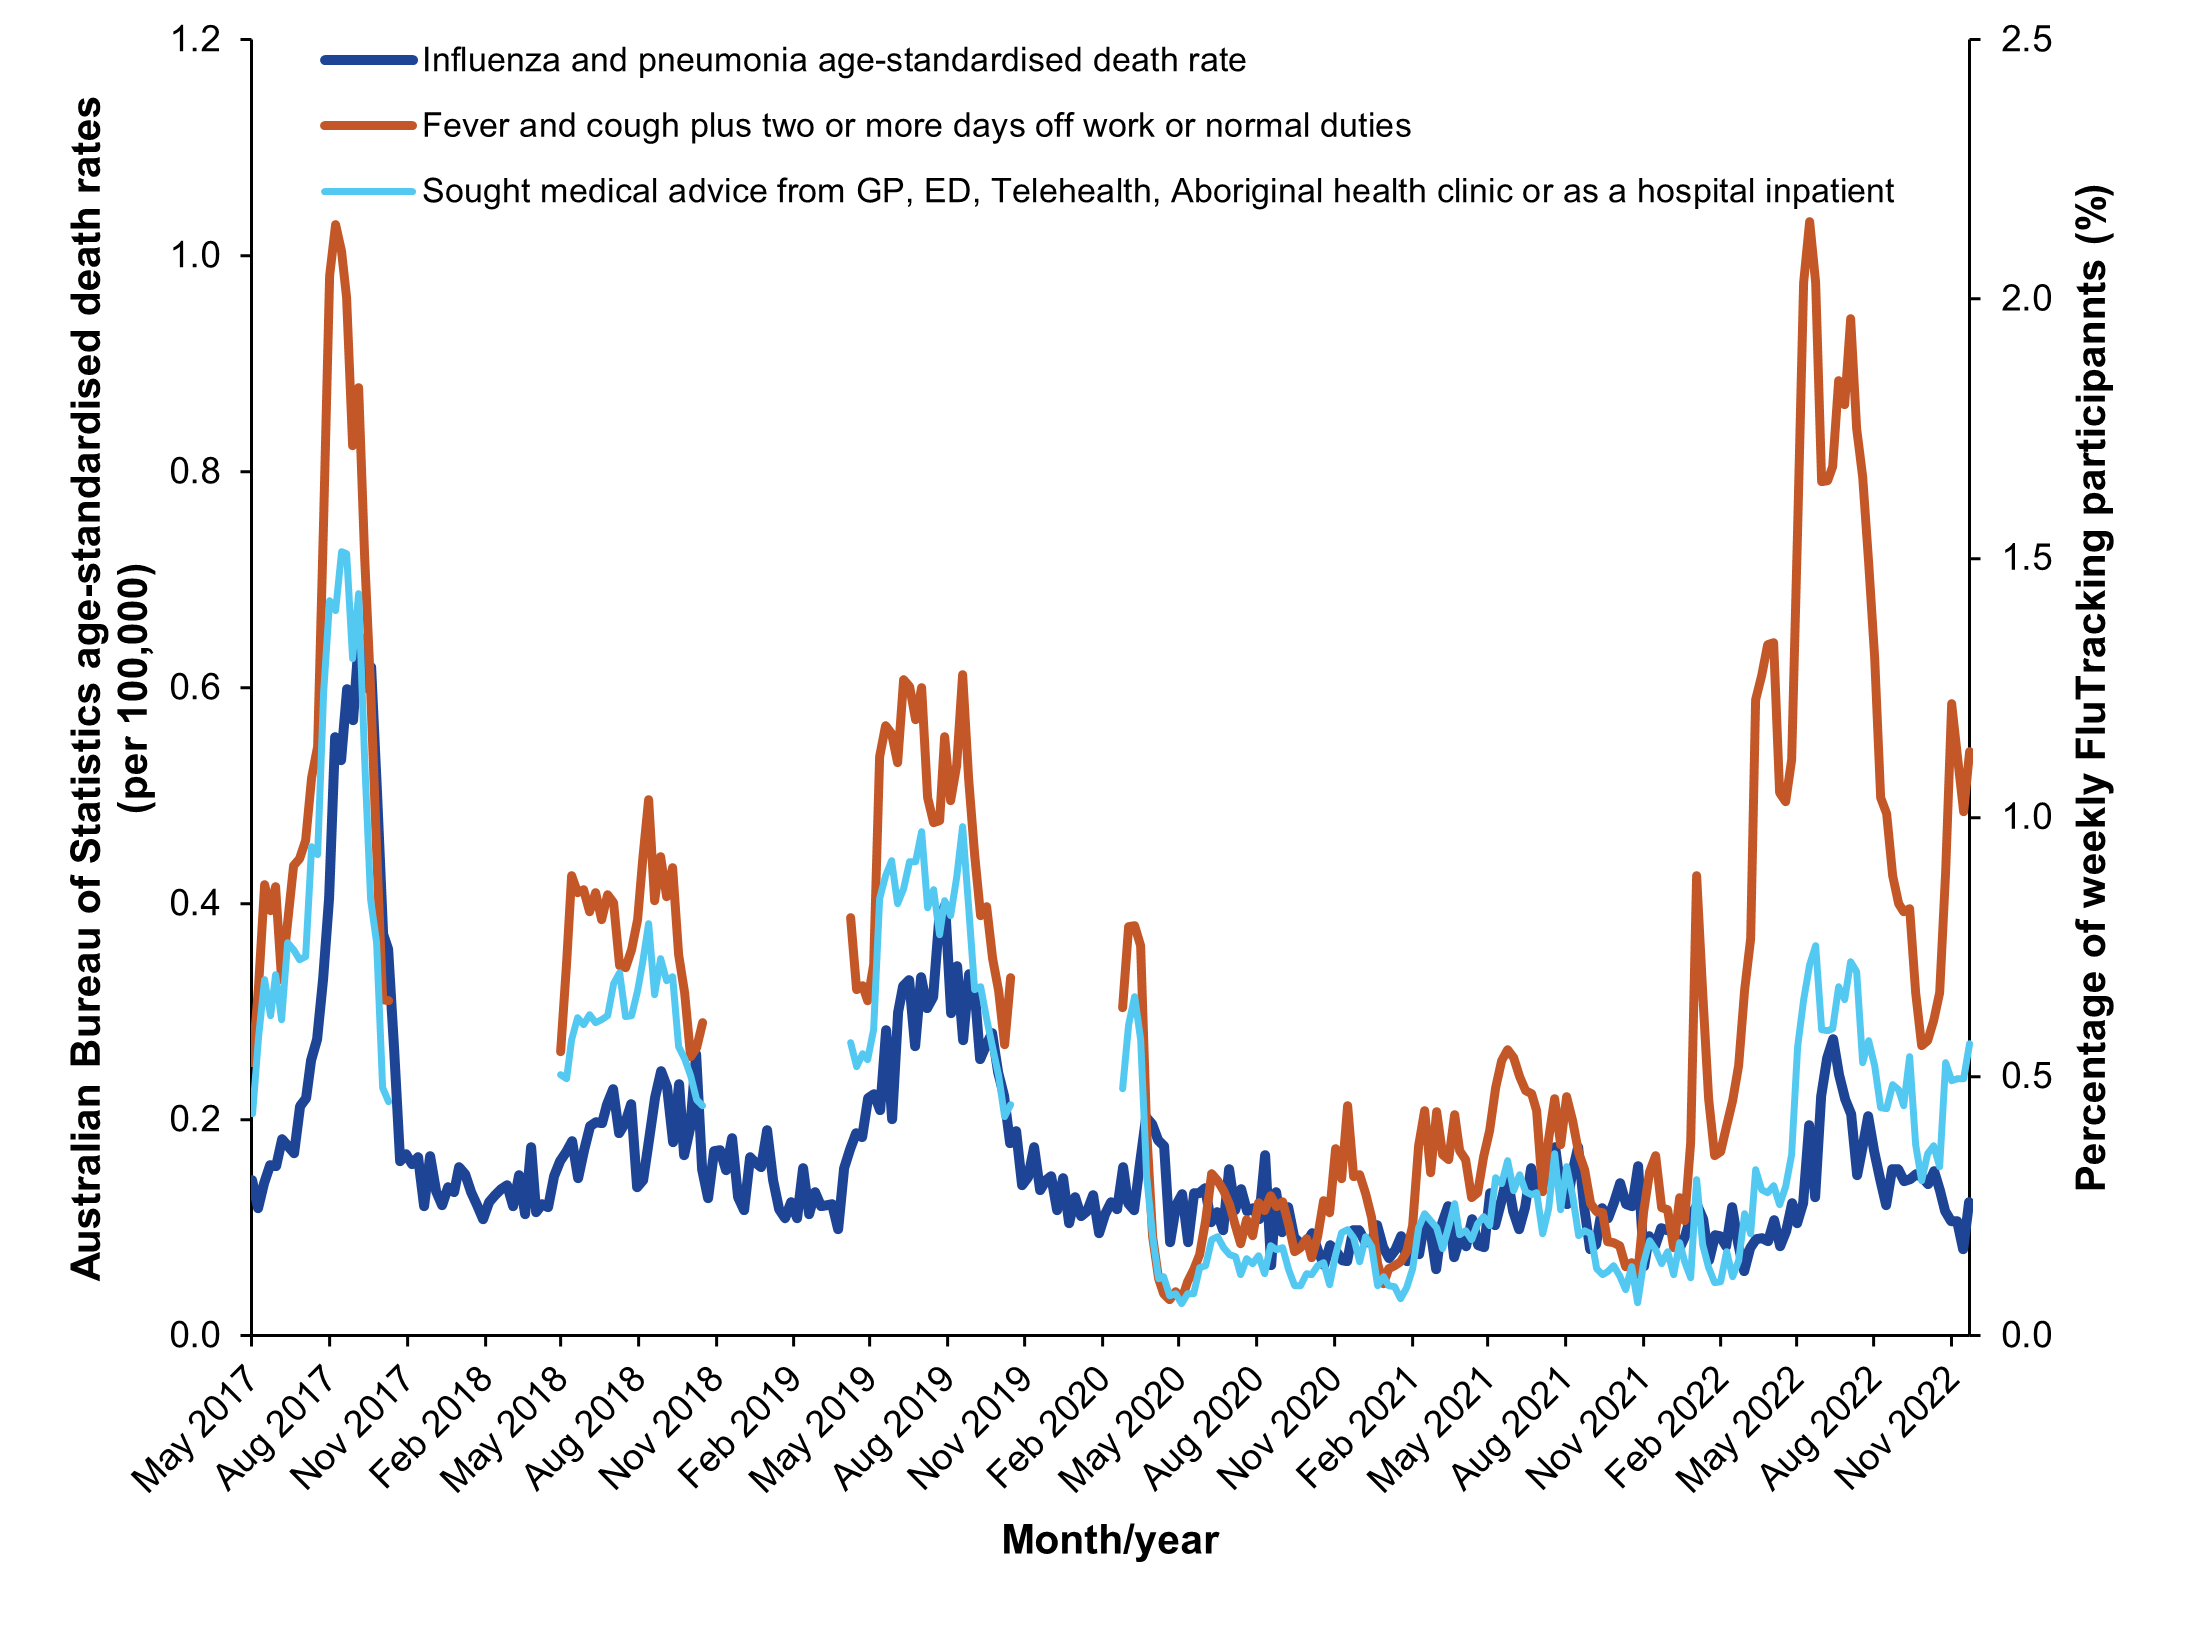 Influenza and pneumonia age-standardised death rate
Fever and cough plus two or more days off work or normal duties
Sought medical advice from GP, ED, Telehealth, Aboriginal health clinic or as a hospital inpatient
Australian Bureau of Statistics age-standardised death rates
(per 100,000)
1.2
1.0
0.8
0.6
0.4
0.2
0.0
2.5
2.0
1.5
1.0
0.5
0.0
Percentage of weekly FluTracking participannts (%)
May 2017
Aug 2017
Nov 2017
Feb 2018
May 2018
Aug 2018
Nov 2018
Feb 2019
May 2019
Aug 2019
Nov 2019
Feb 2020
May 2020
Aug 2020
Nov 2020
Feb 2021
May 2021
Aug 2021
Nov 2021
Feb 2022
May 2022
Aug 2022
Nov 2022
Month/year